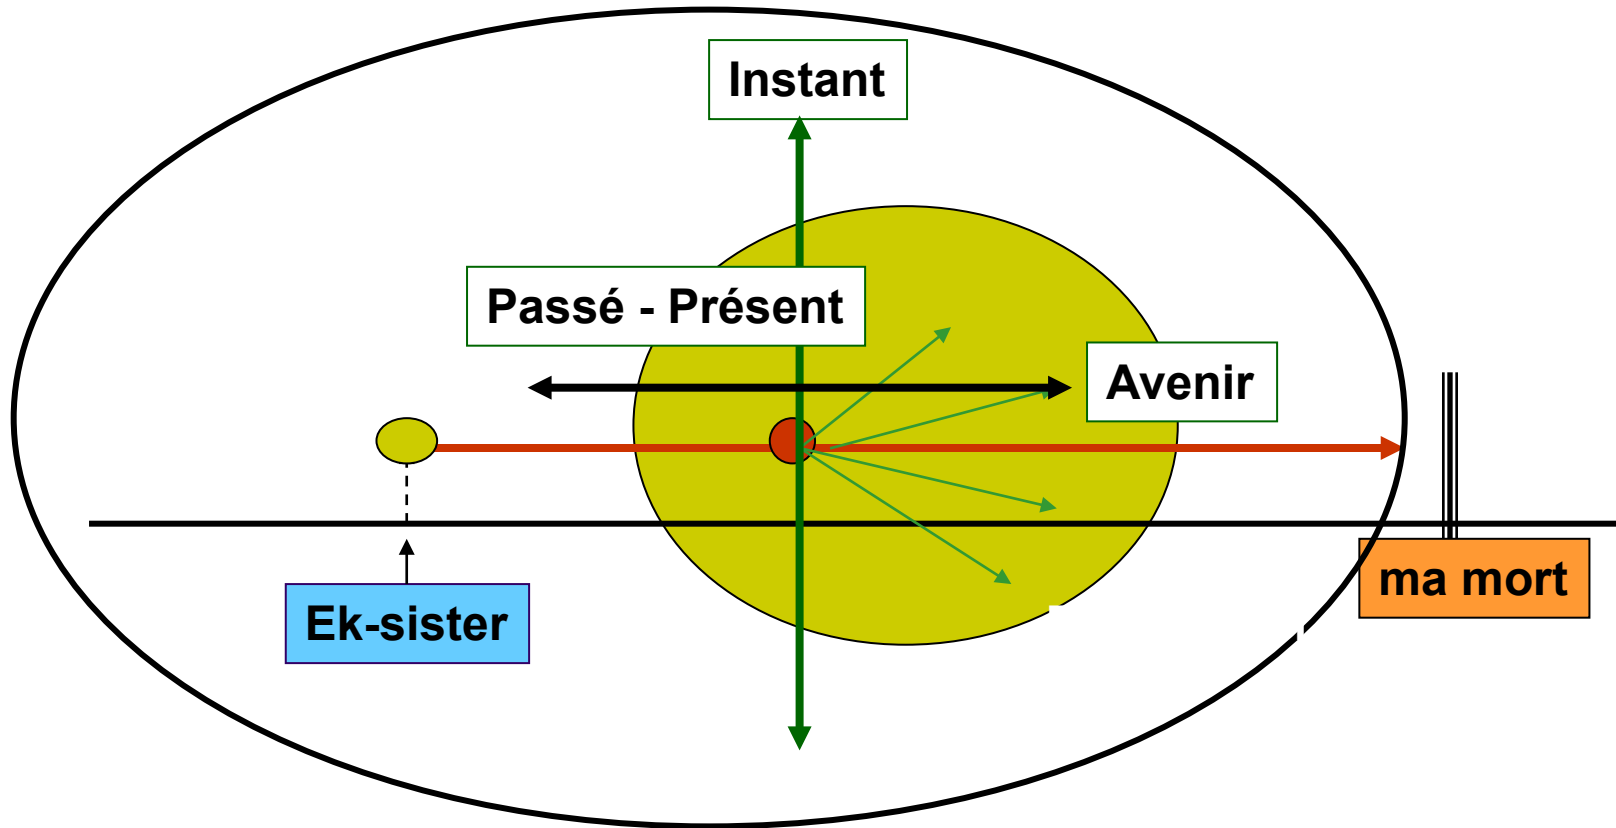 Instant
Passé - Présent
Avenir
ma mort
Ek-sister